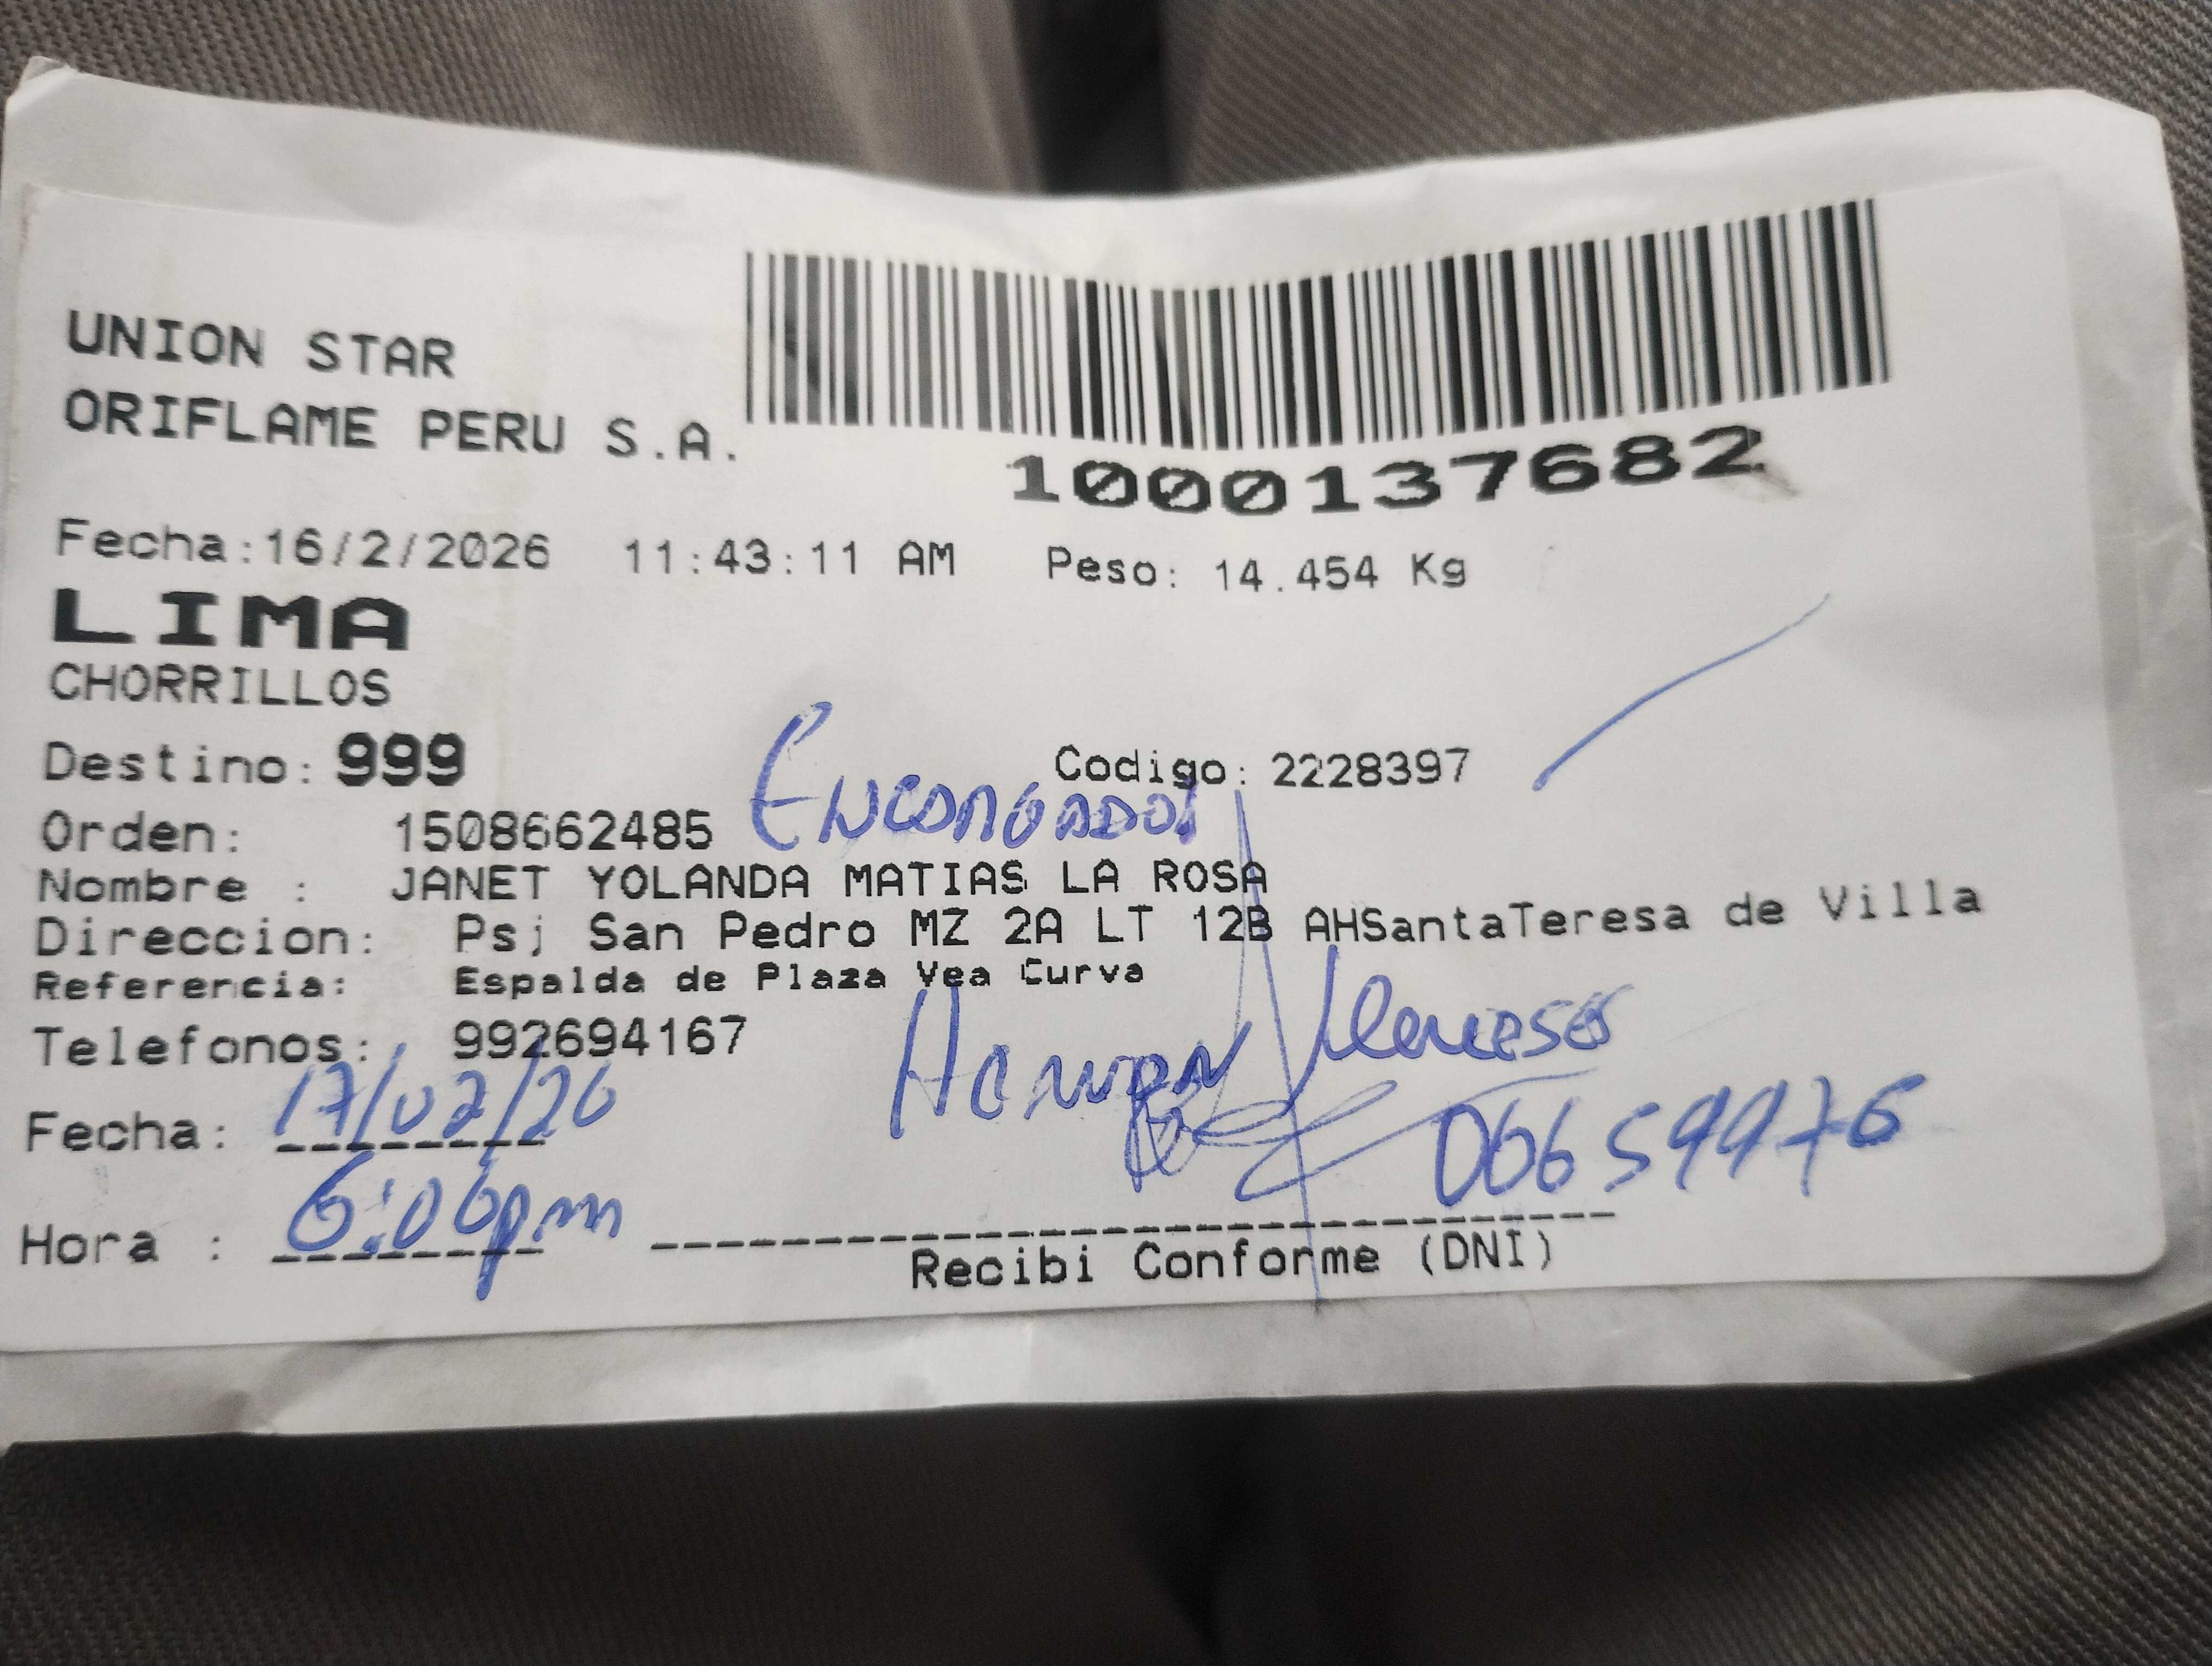 UNION STAR
ORIFLAME PERU S.A.
1000137682
Fecha:16/2/2026 11:43:11 AM Peso: 14.454 Kg
LIMA
CHORRILLOS
Destino: 999 Codigo: 2228397
Orden: 1508662485
Nombre : JANET YOLANDA MATIAS LA ROSA
Direccion: Psj San Pedro MZ 2A LT 12B AHSantaTeresa de Villa
Referencia: Espalda de Plaza Vea Curva
Telefonos: 992694167
Fecha: 17/02/26
06659976
Hora : 6:06pm
Recibi Conforme (DNI)